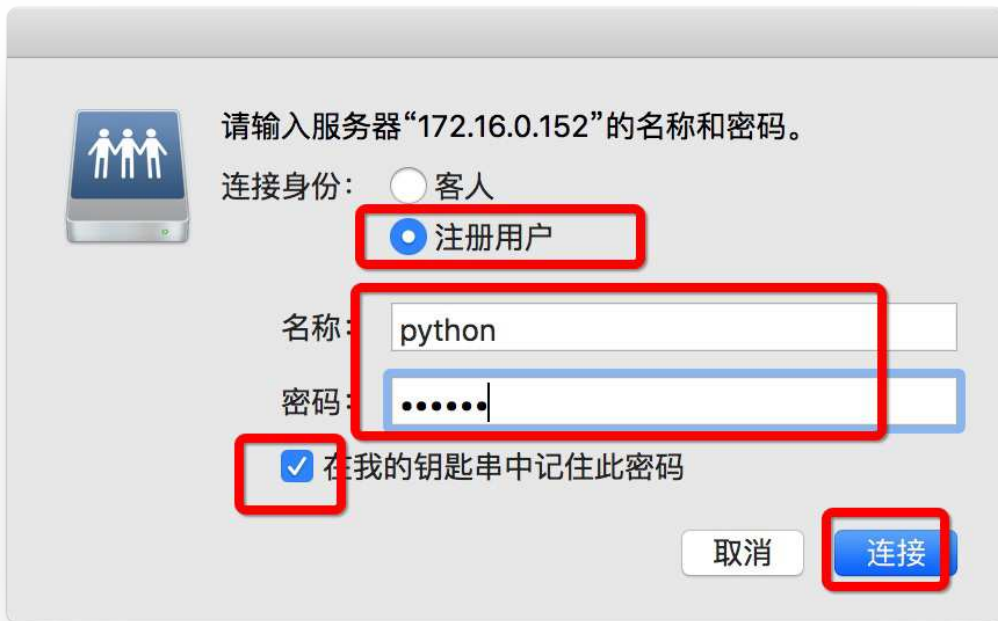 请输入服务器“172.16.0.152”的名称和密码。
连接身份： 客人
注册用户
名称： python
密码： ••••••
在我的钥匙串中记住此密码
取消 连接